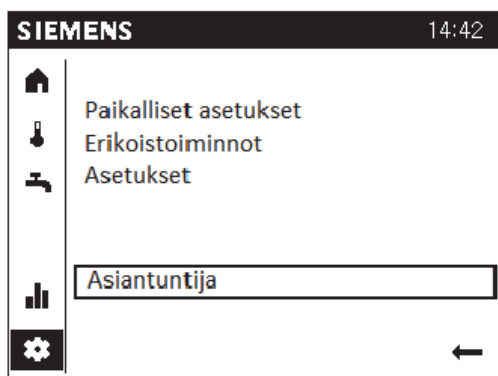 SIEMENS 14:42
Paikalliset asetukset
Erikoistoiminnot
Asetukset
Asiantuntija